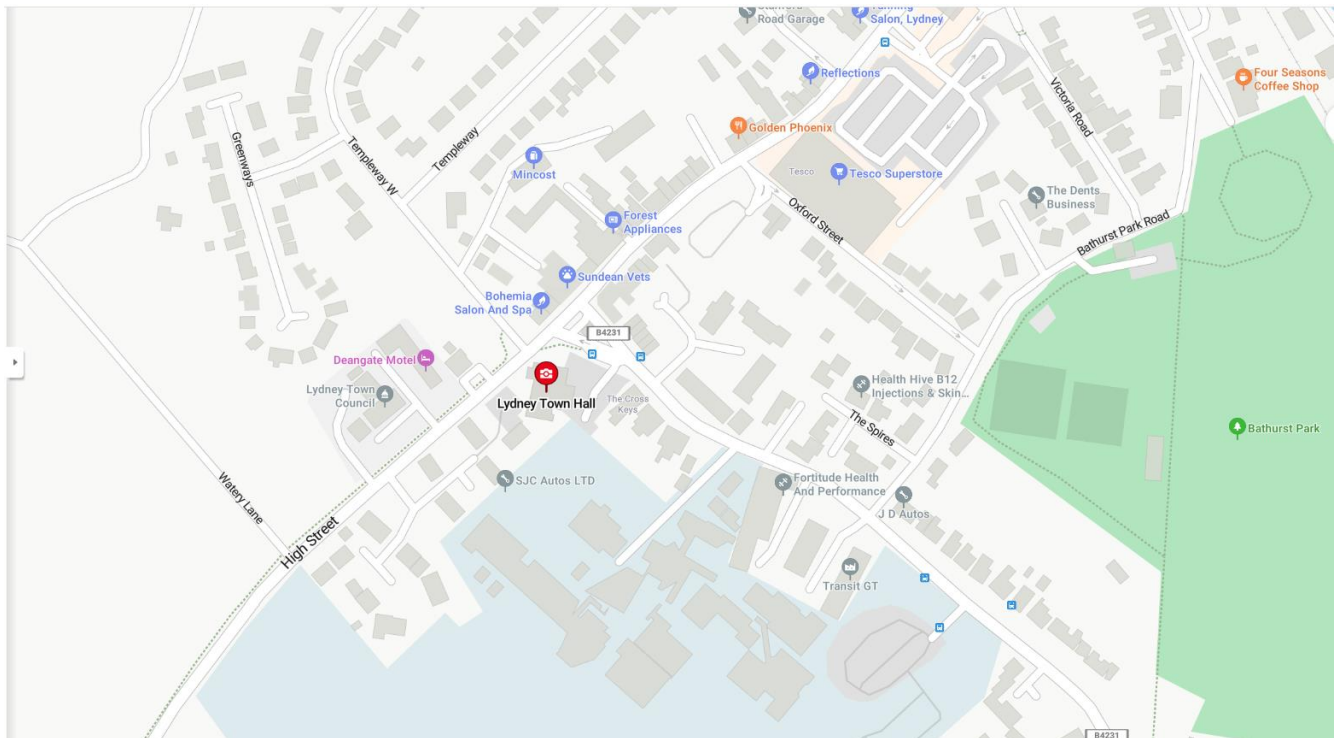 Stanford
Road Garage
Tanning
Salon, Lydney
Reflections
Four Seasons
Coffee Shop
Victoria Road
Golden Phoenix
Greenways
Templeway W
Templeway
Mincost
Tesco
Tesco Superstore
The Dents
Business
Forest
Appliances
Oxford Street
Bathurst Park Road
Sundean Vets
Bohemia
Salon And Spa
B4231
Deangate Motel
Lydney Town
Council
Lydney Town Hall
The Cross
Keys
Health Hive B12
Injections & Skin...
The Spires
Bathurst Park
Watery Lane
High Street
SJC Autos LTD
Fortitude Health
And Performance
J D Autos
Transit GT
B4231